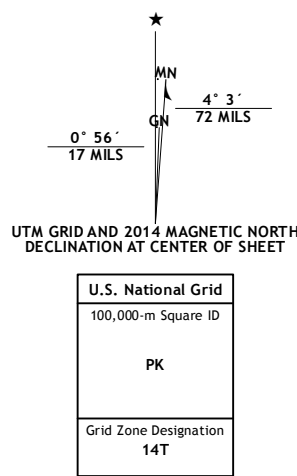 ★
MN
4° 3´
72 MILS
GN
0° 56´
17 MILS
UTM GRID AND 2014 MAGNETIC NORTH
DECLINATION AT CENTER OF SHEET
U.S. National Grid
100,000-m Square ID
PK
Grid Zone Designation
14T